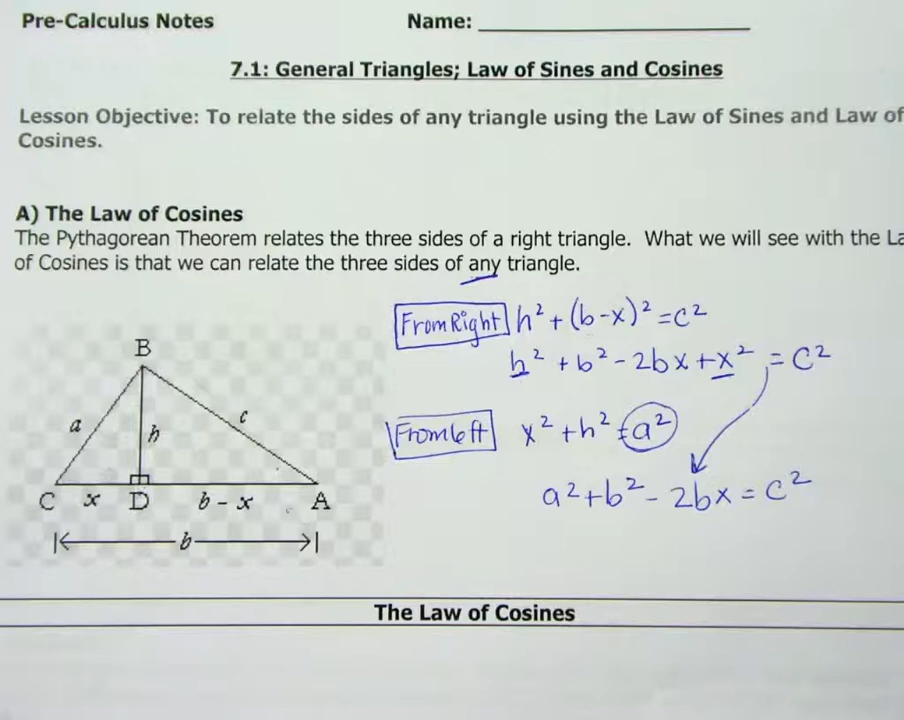 Pre-Calculus Notes Name:
7.1: General Triangles; Law of Sines and Cosines
Lesson Objective: To relate the sides of any triangle using the Law of Sines and Law of
Cosines.
A) The Law of Cosines
The Pythagorean Theorem relates the three sides of a right triangle. What we will see with the La
of Cosines is that we can relate the three sides of any triangle.
From Right h² + (b-x)² = c²
h² + b² - 2bx + x² = c²
From left x² + h² = a²
a² + b² - 2bx = c²
B
a h c
C x D b - x A
b
The Law of Cosines